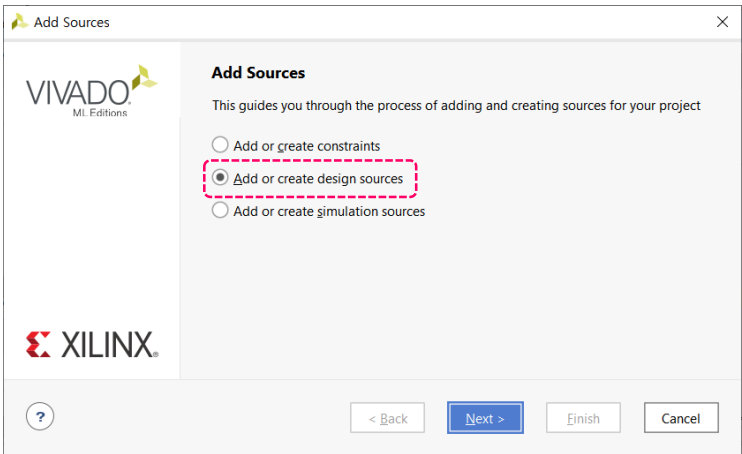 Add Sources
VIVADO
ML Editions
Add Sources
This guides you through the process of adding and creating sources for your project
Add or create constraints
Add or create design sources
Add or create simulation sources
XILINX®
?
< Back
Next >
Finish
Cancel